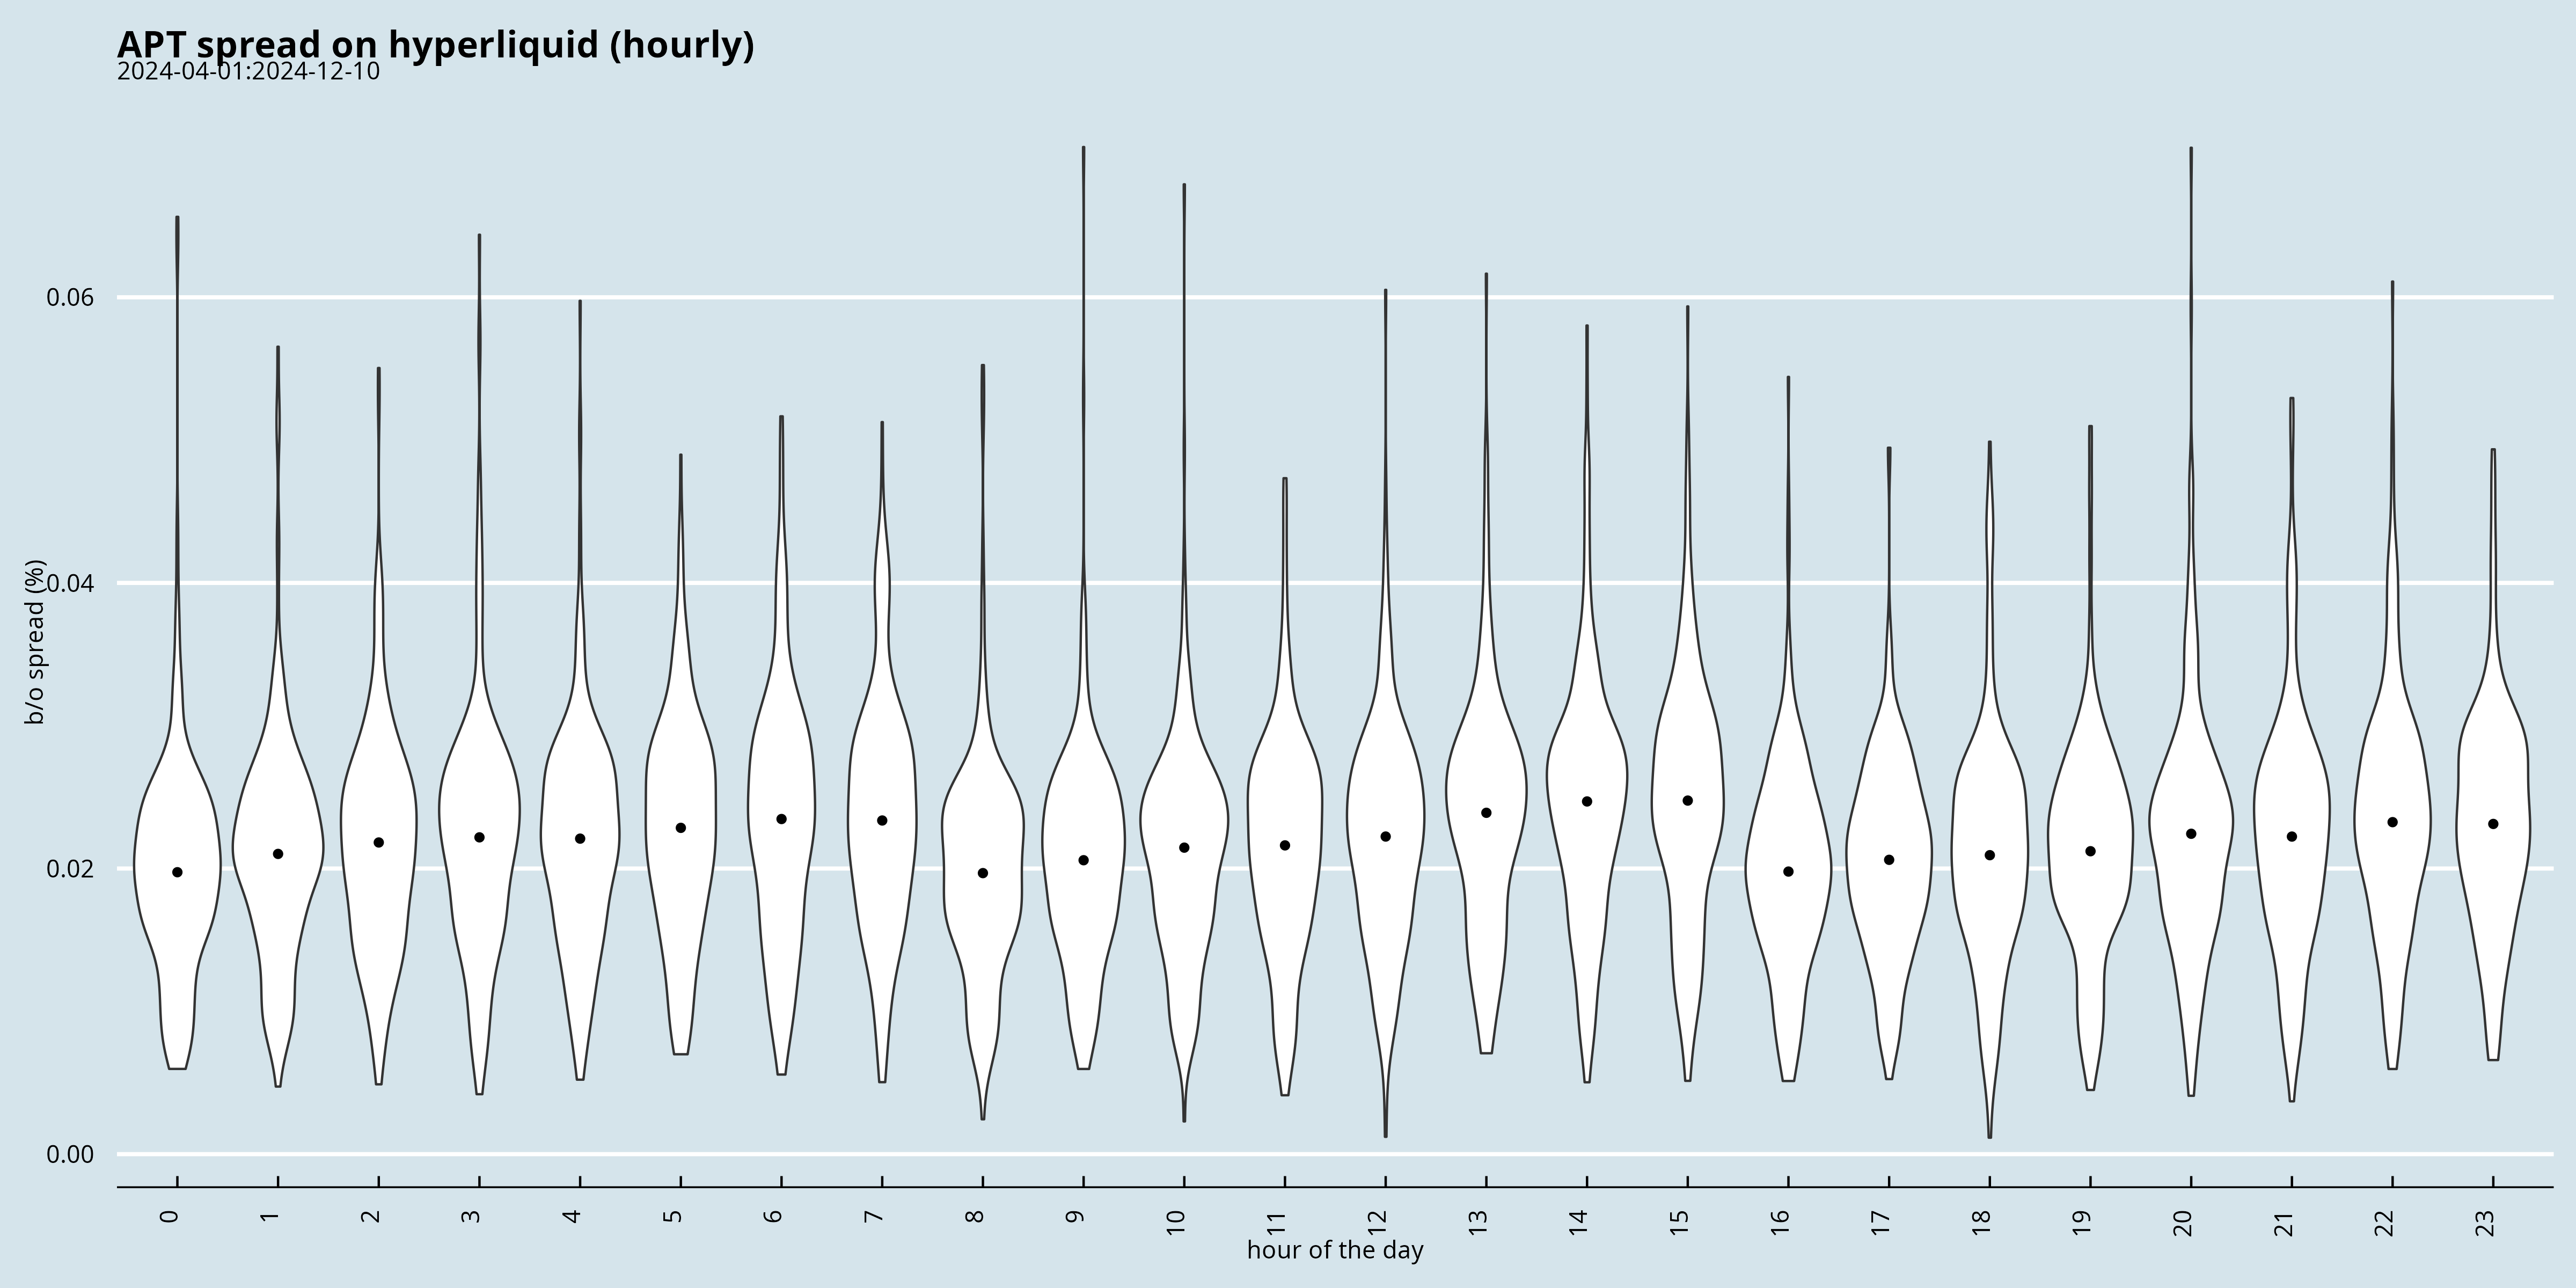 APT spread on hyperliquid (hourly)
2024-04-01:2024-12-10
b/o spread (%)
0.06
0.04
0.02
0.00
0 1 2 3 4 5 6 7 8 9 10 11 12 13 14 15 16 17 18 19 20 21 22 23
hour of the day